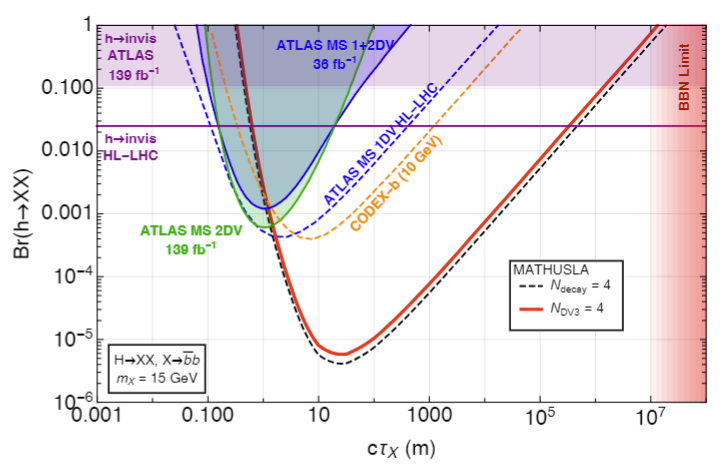 h→invis
ATLAS
139 fb⁻¹
ATLAS MS 1+2DV
36 fb⁻¹
BBN Limit
h→invis
HL–LHC
ATLAS MS 1DV HL–LHC
CODEX–b (10 GeV)
ATLAS MS 2DV
139 fb⁻¹
MATHUSLA
N_decay = 4
N_DV3 = 4
H→XX, X→b̅b
m_X = 15 GeV
Br(h→XX)
1
0.100
0.010
0.001
10⁻⁴
10⁻⁵
10⁻⁶
0.001 0.100 10 1000 10⁵ 10⁷
cτ_X (m)